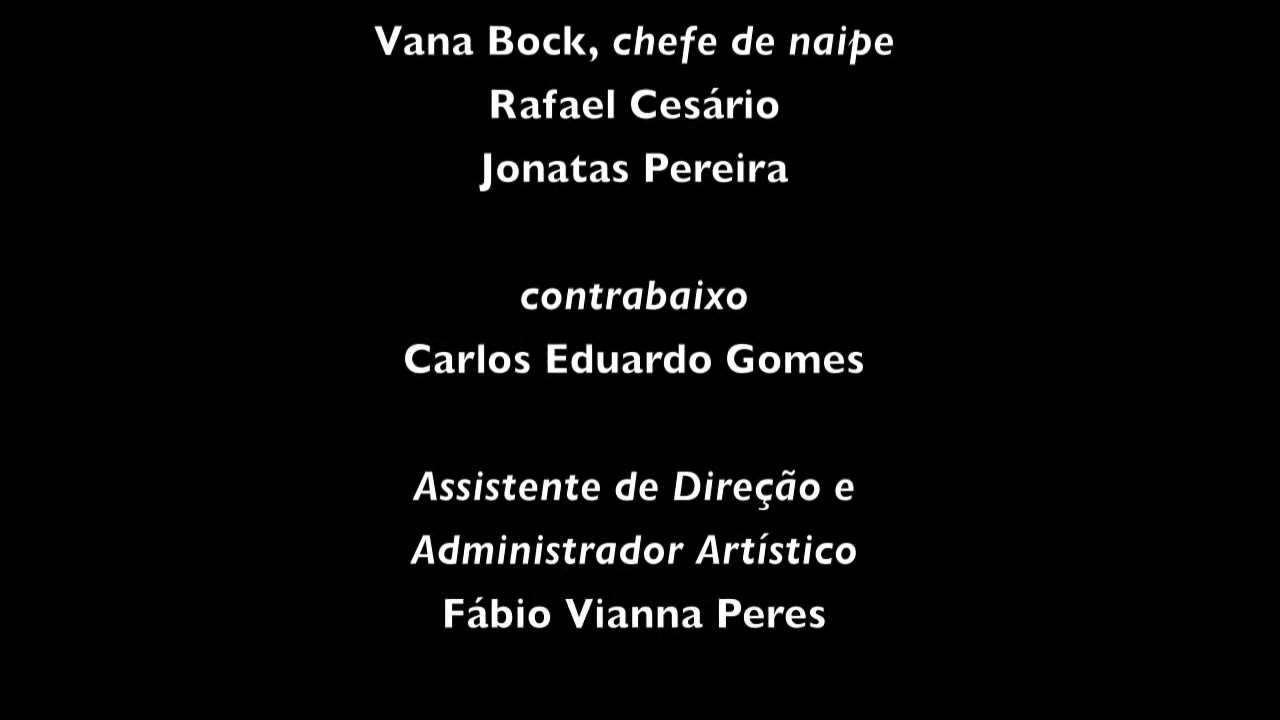 Vana Bock, chefe de naipe
Rafael Cesário
Jonatas Pereira
contrabaixo
Carlos Eduardo Gomes
Assistente de Direção e
Administrador Artístico
Fábio Vianna Peres